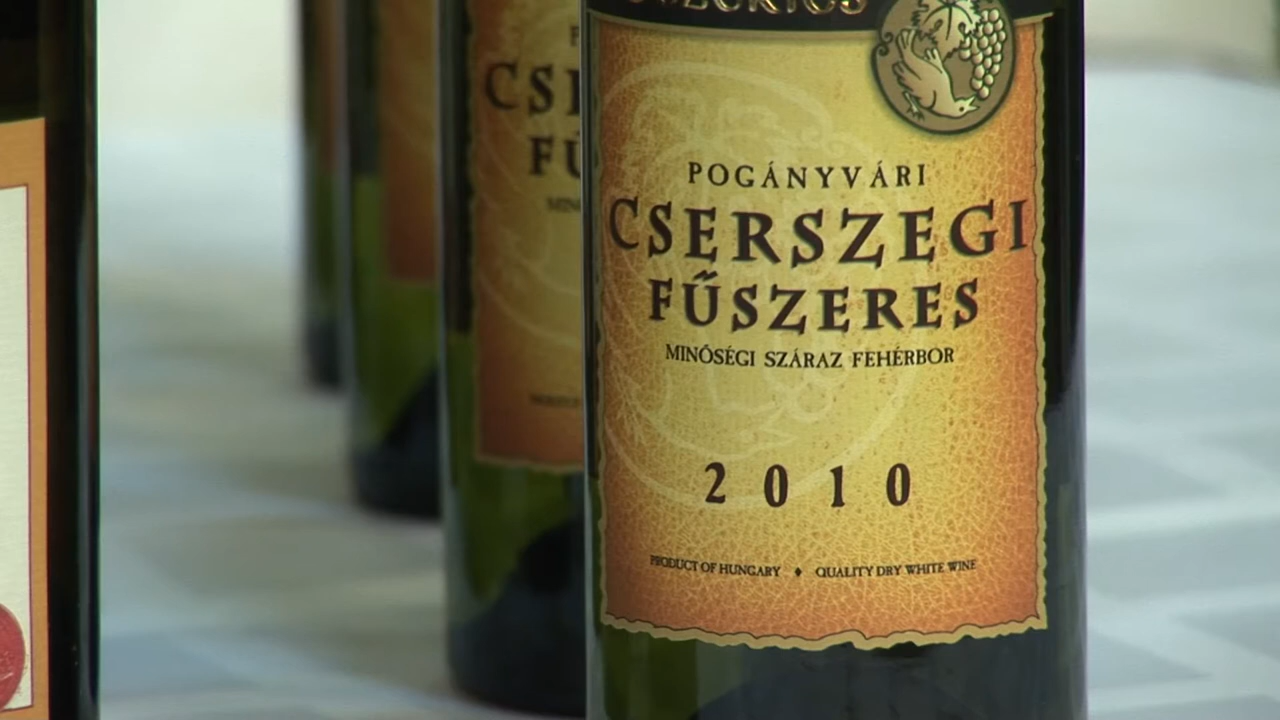 POGÁNYVÁRI
CSERSZEGI
FŰSZERES
MINŐSÉGI SZÁRAZ FEHÉRBOR
2010
PRODUCT OF HUNGARY ♦ QUALITY DRY WHITE WINE